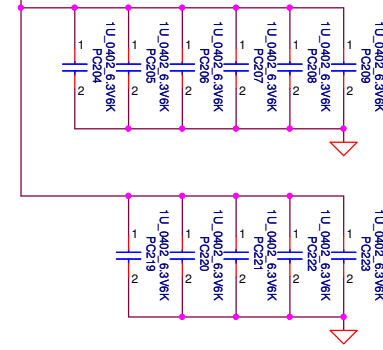 1U_0402_6.3V6K
PC204
1
2
1U_0402_6.3V6K
PC205
1
2
1U_0402_6.3V6K
PC206
1
2
1U_0402_6.3V6K
PC207
1
2
1U_0402_6.3V6K
PC208
1
2
1U_0402_6.3V6K
PC209
1
2
1U_0402_6.3V6K
PC219
1
2
1U_0402_6.3V6K
PC220
1
2
1U_0402_6.3V6K
PC221
1
2
1U_0402_6.3V6K
PC222
1
2
1U_0402_6.3V6K
PC223
1
2